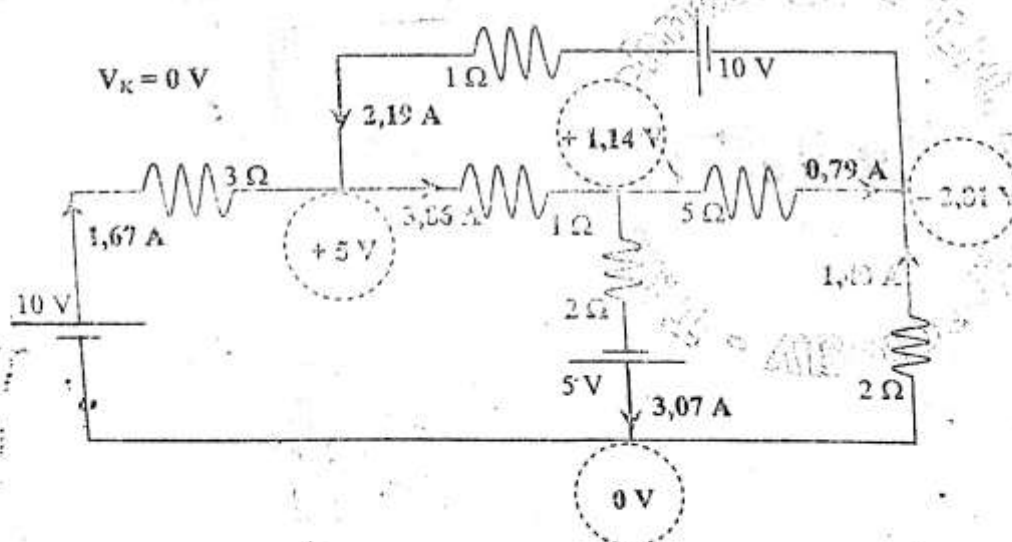 1 Ω
10 V
V_K = 0 V
2,19 A
+ 1,14 V
3 Ω
0,79 A
1 Ω
5 Ω
1,67 A
+ 5 V
10 V
2 Ω
5 V
3,07 A
2 Ω
0 V